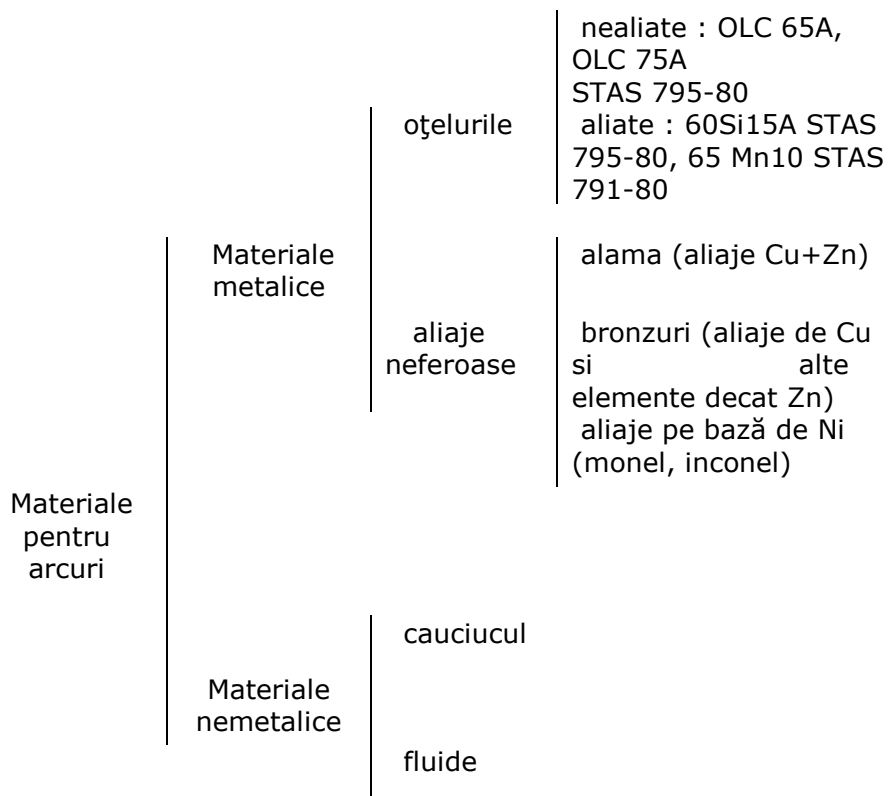 nealiate : OLC 65A,
OLC 75A
STAS 795-80
oţelurile
aliate : 60Si15A STAS
795-80, 65 Mn10 STAS
791-80
Materiale
metalice
alama (aliaje Cu+Zn)
aliaje
neferoase
bronzuri (aliaje de Cu
si alte
elemente decat Zn)
aliaje pe bază de Ni
(monel, inconel)
Materiale
pentru
arcuri
cauciucul
Materiale
nemetalice
fluide